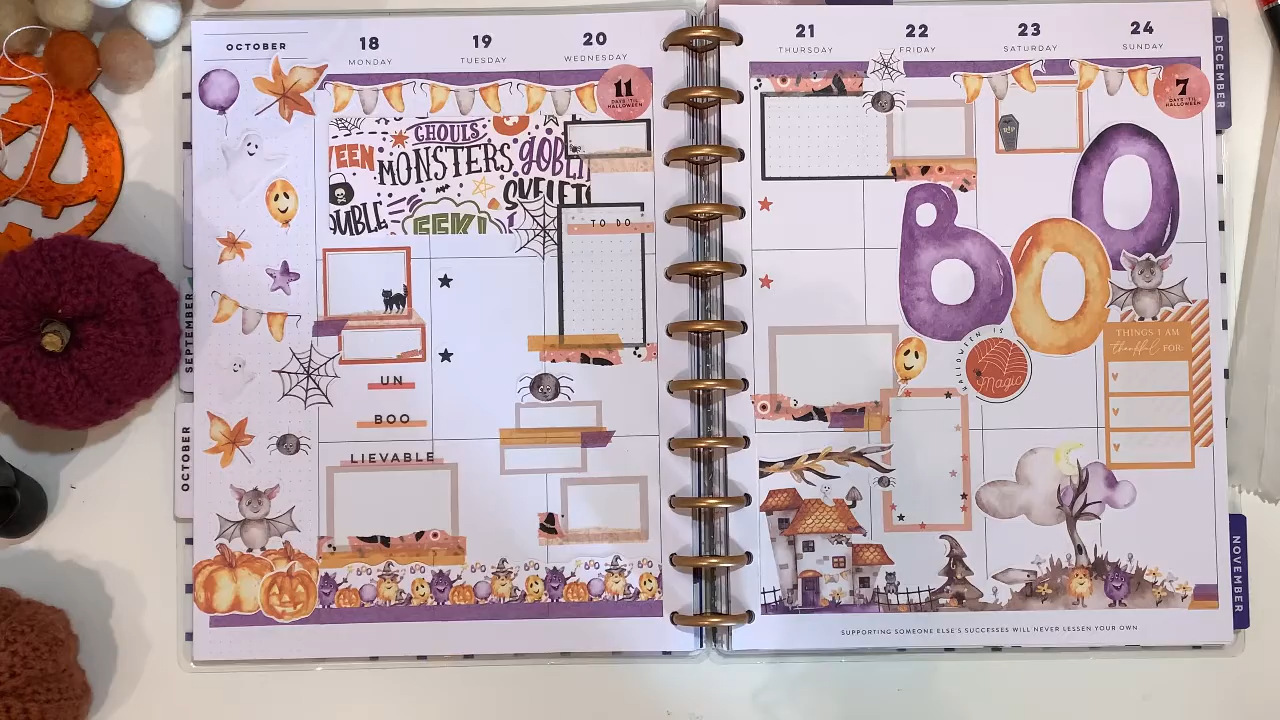 OCTOBER
18
MONDAY
19
TUESDAY
20
WEDNESDAY
11
DAYS 'TIL
HALLOWEEN
GHOULS
EEN
MONSTERS
GOBLI
SKELET
OUBLE
EEK!
TO DO
UN
BOO
LIEVABLE
SEPTEMBER
OCTOBER
21
THURSDAY
22
FRIDAY
23
SATURDAY
24
SUNDAY
7
DAYS 'TIL
HALLOWEEN
RIP
BOO
HALLOWEEN IS
Magic
THINGS I AM
thankful FOR:
SUPPORTING SOMEONE ELSE'S SUCCESSES WILL NEVER LESSEN YOUR OWN
DECEMBER
NOVEMBER